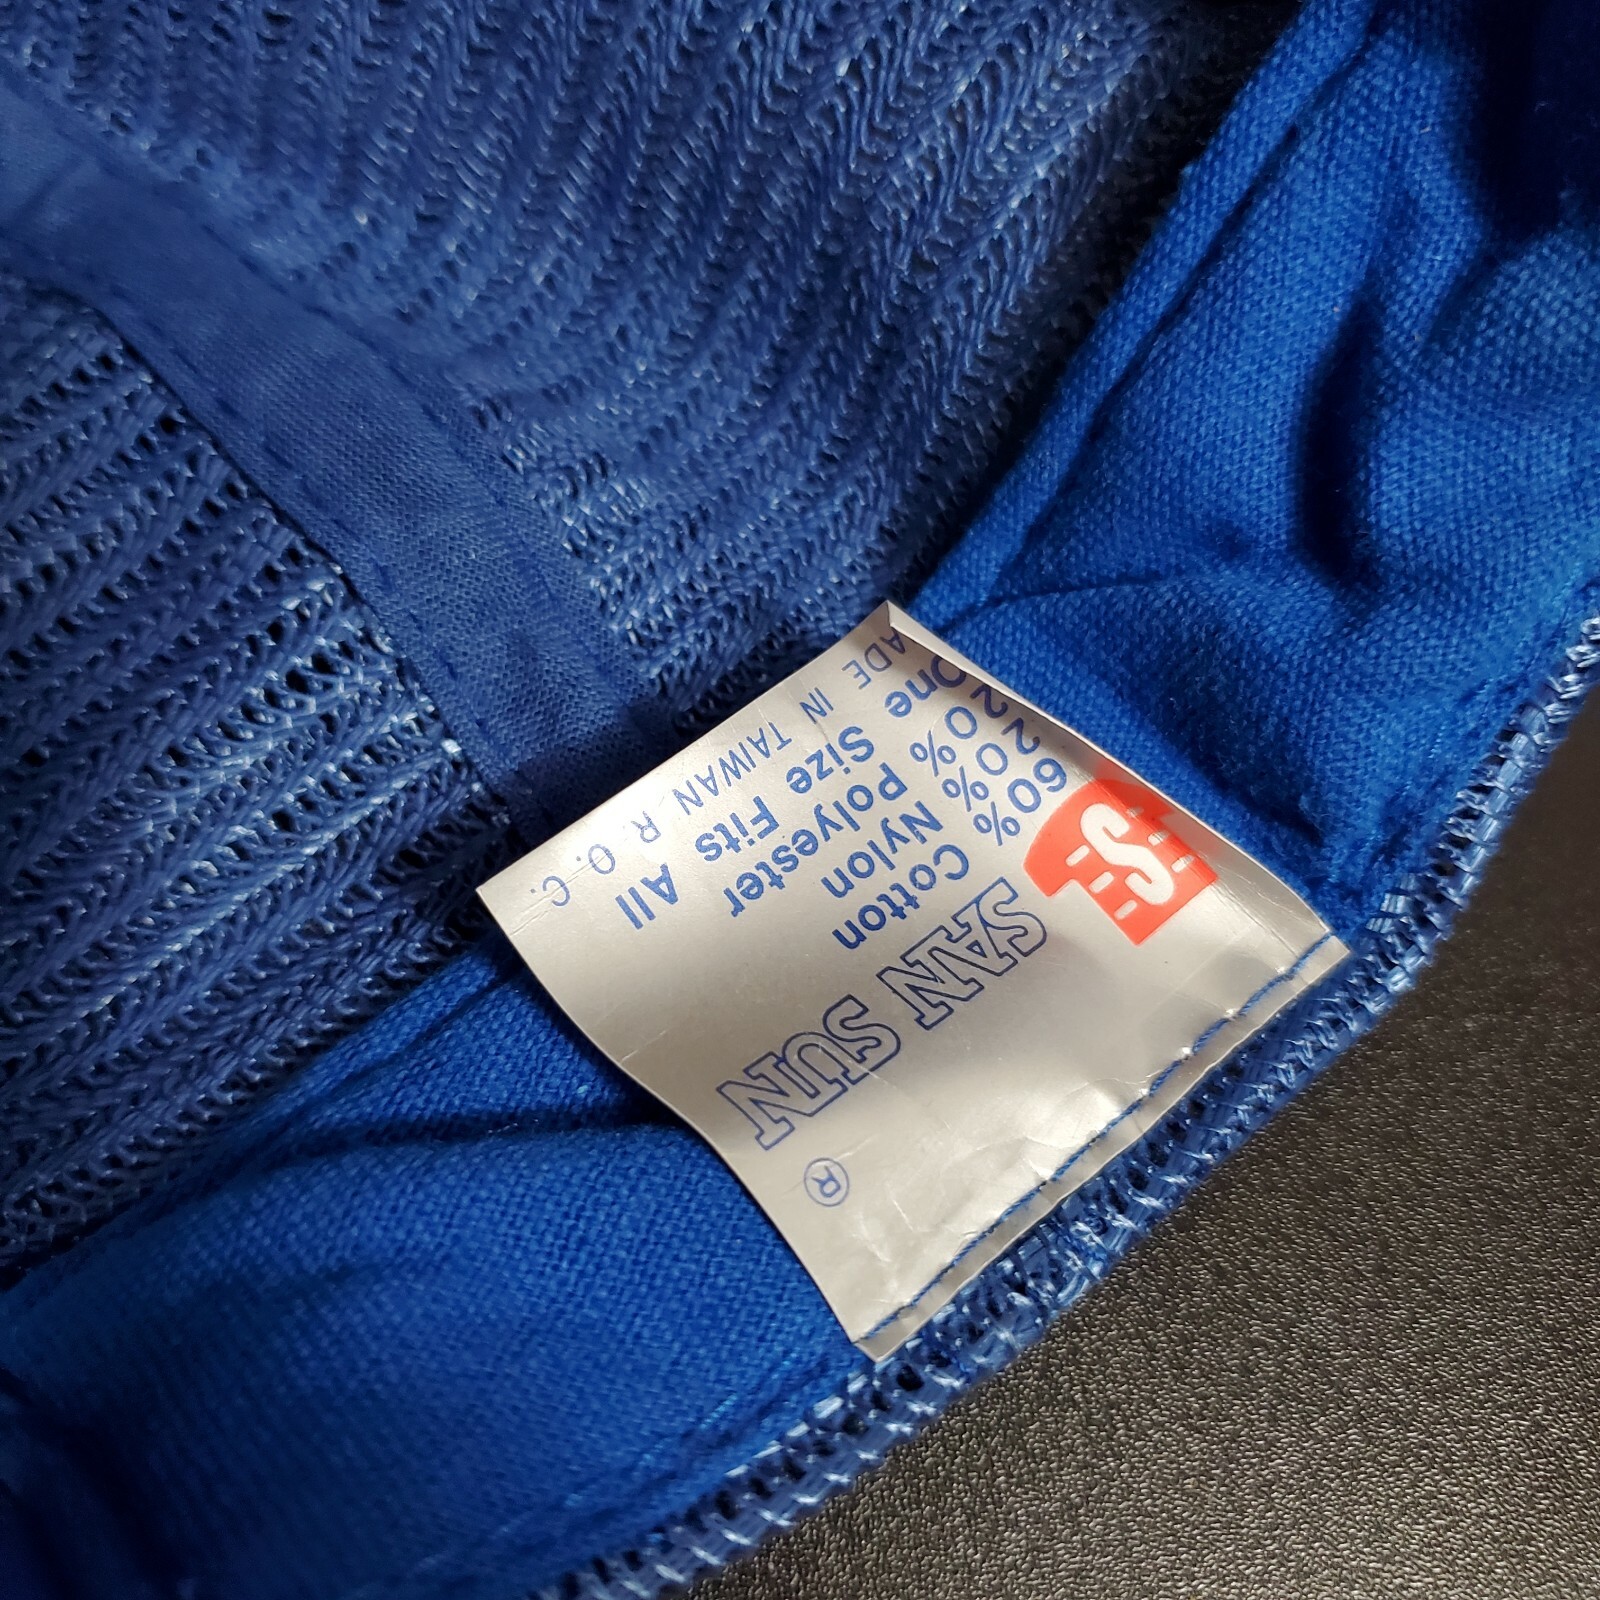 S
SAN SUN ®
60% Cotton
20% Nylon
20% Polyester
One Size Fits All
ADE IN TAIWAN R.O.C.